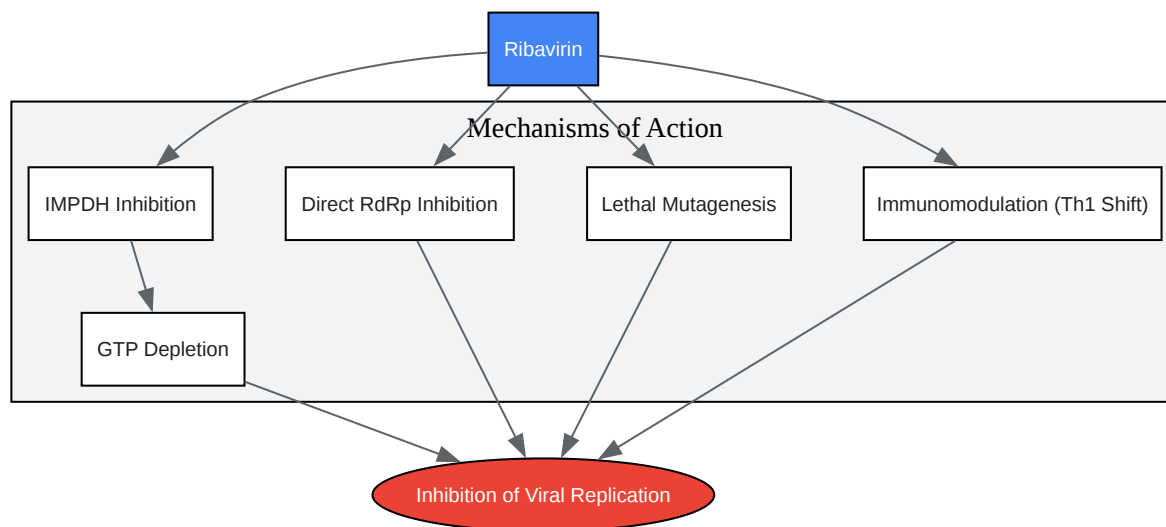 Ribavirin
Mechanisms of Action
IMPDH Inhibition
Direct RdRp Inhibition
Lethal Mutagenesis
Immunomodulation (Th1 Shift)
GTP Depletion
Inhibition of Viral Replication